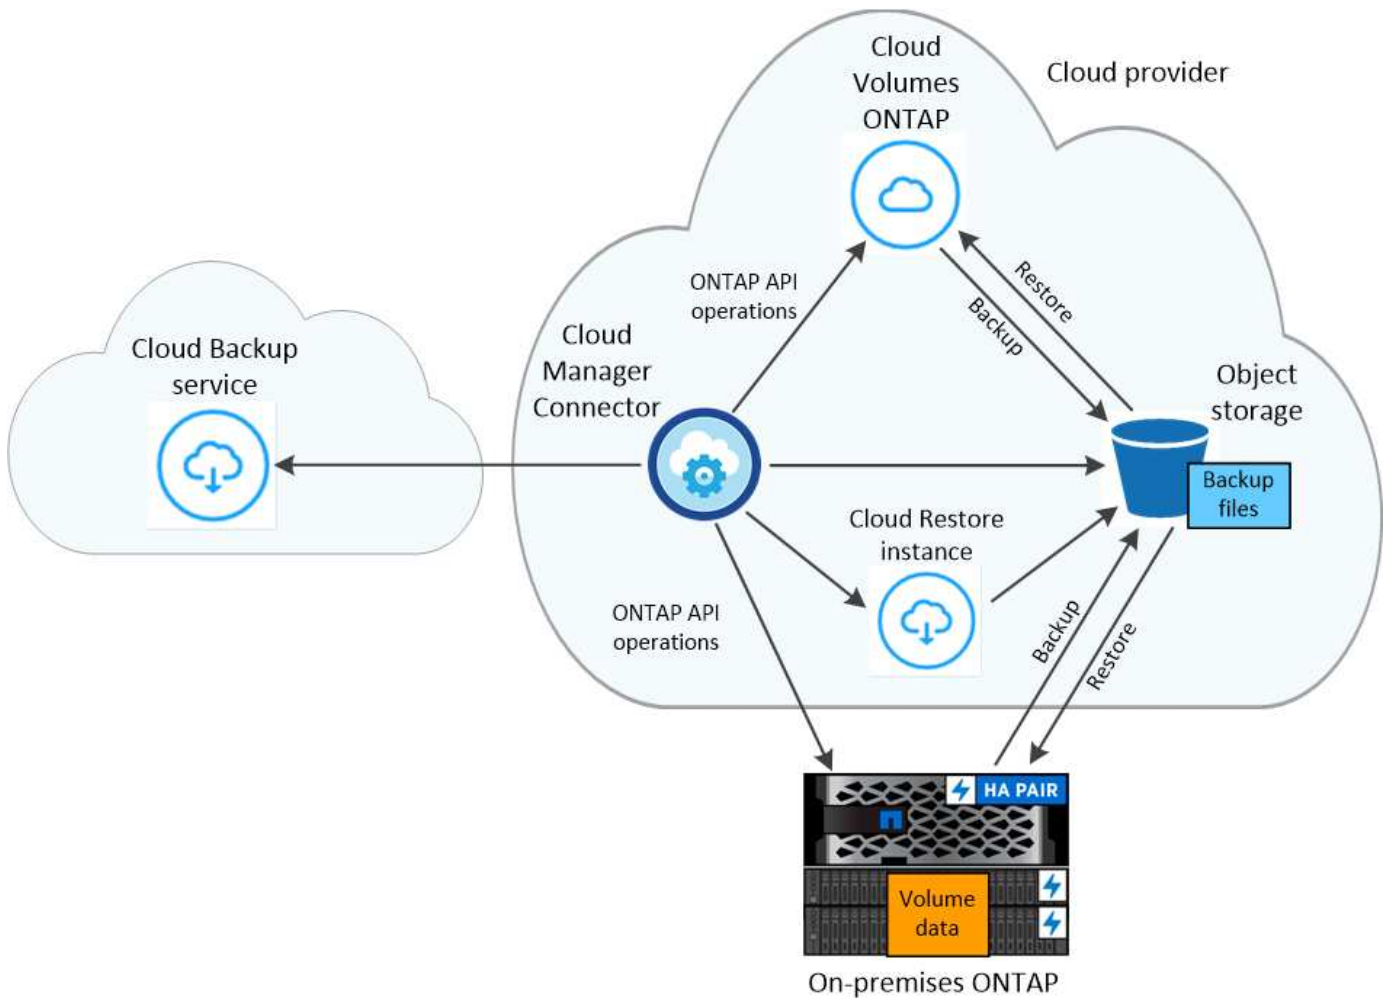 Cloud
Volumes
ONTAP
Cloud provider
ONTAP API
operations
Restore
Backup
Cloud Backup
service
Cloud
Manager
Connector
Object
storage
Backup
files
Cloud Restore
instance
ONTAP API
operations
Backup
Restore
HA PAIR
Volume
data
On-premises ONTAP